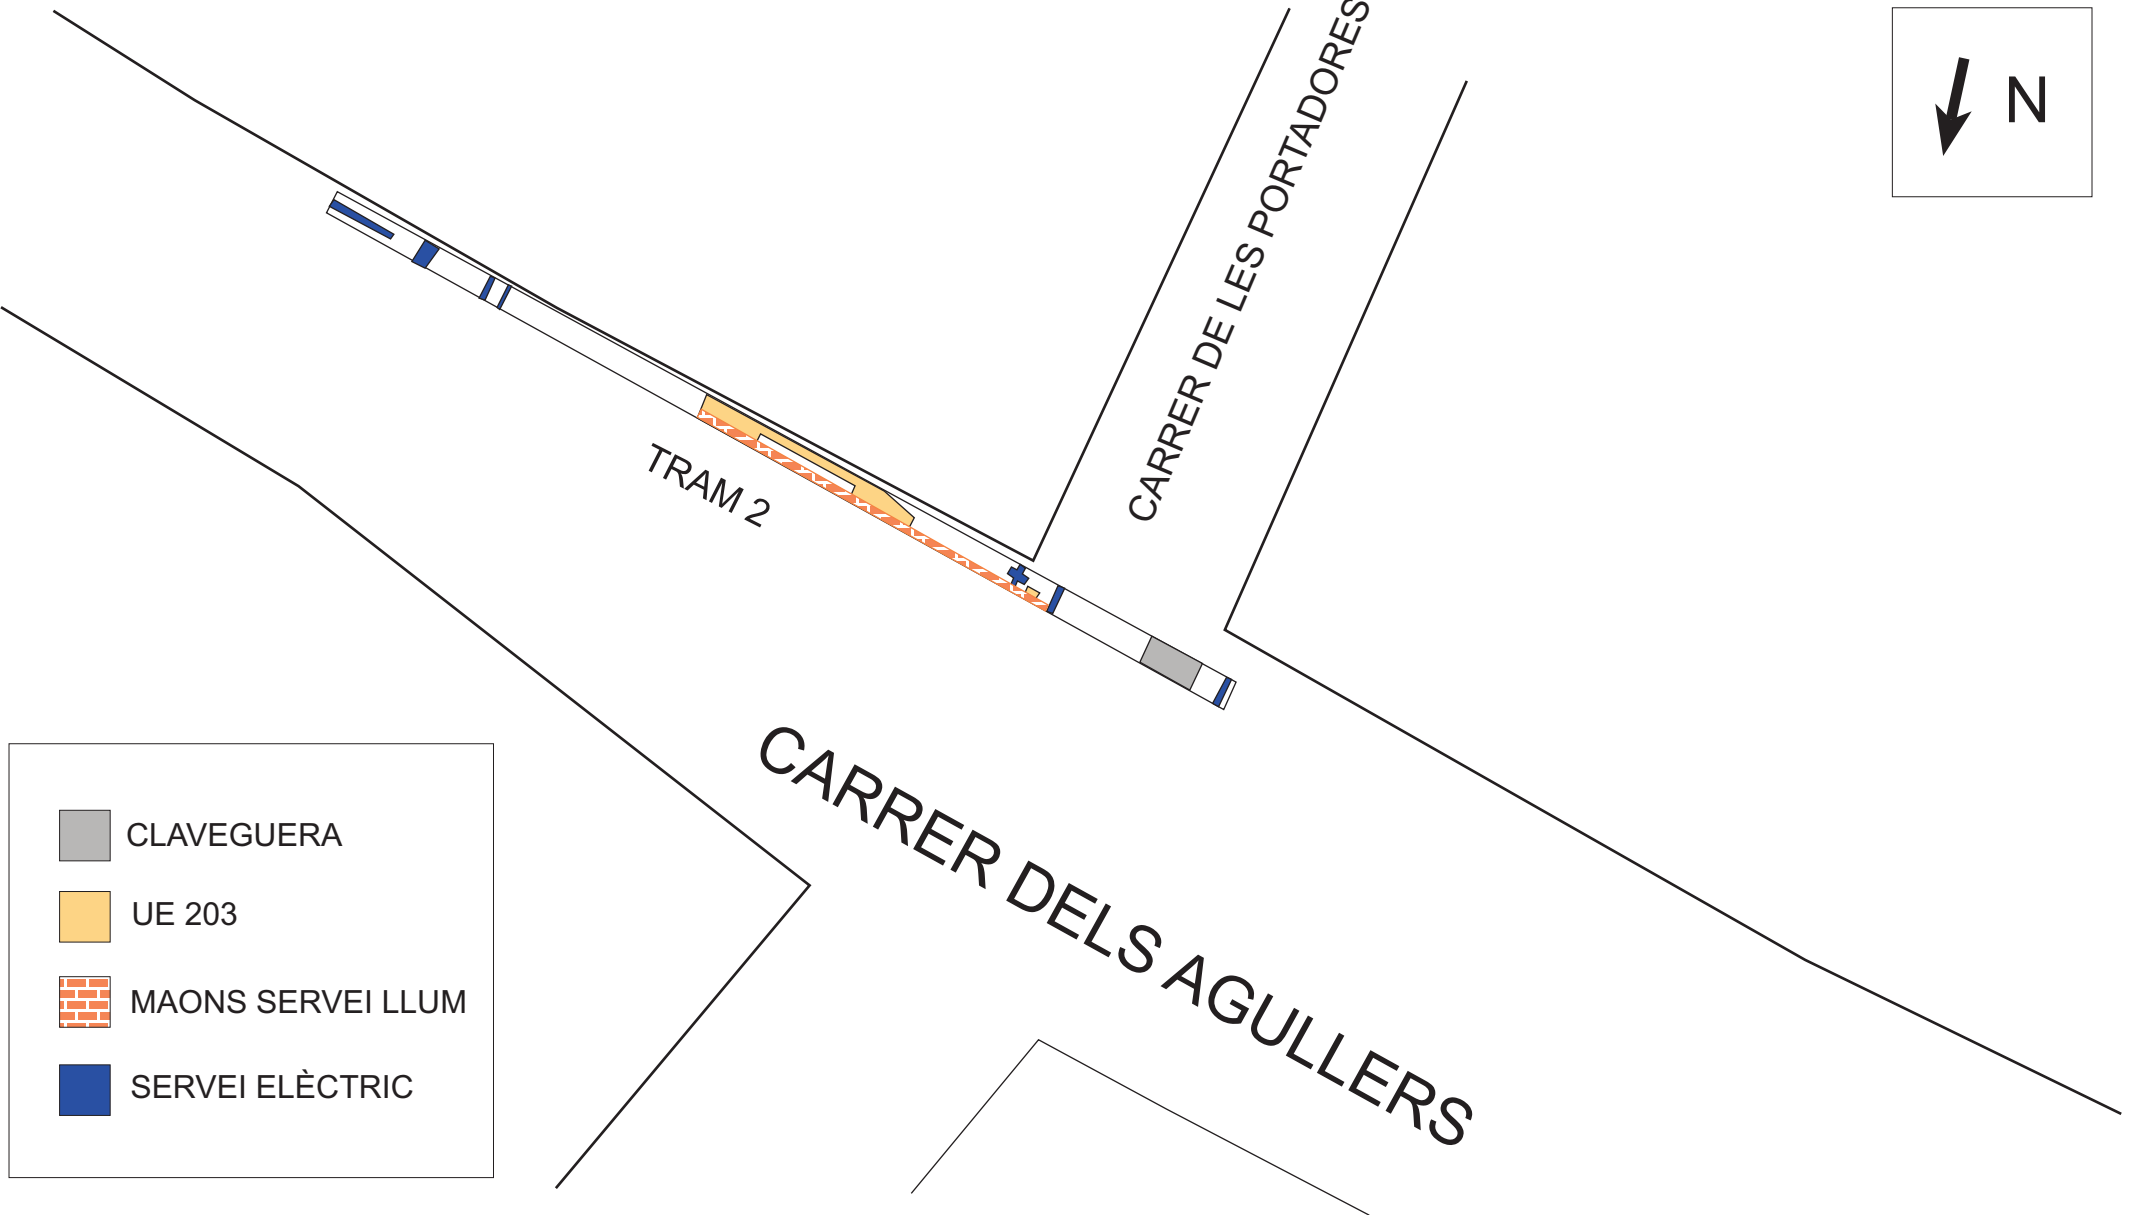 CARRER DE LES PORTADORES
N
TRAM 2
CARRER DELS AGULLERS
CLAVEGUERA
UE 203
MAONS SERVEI LLUM
SERVEI ELÈCTRIC